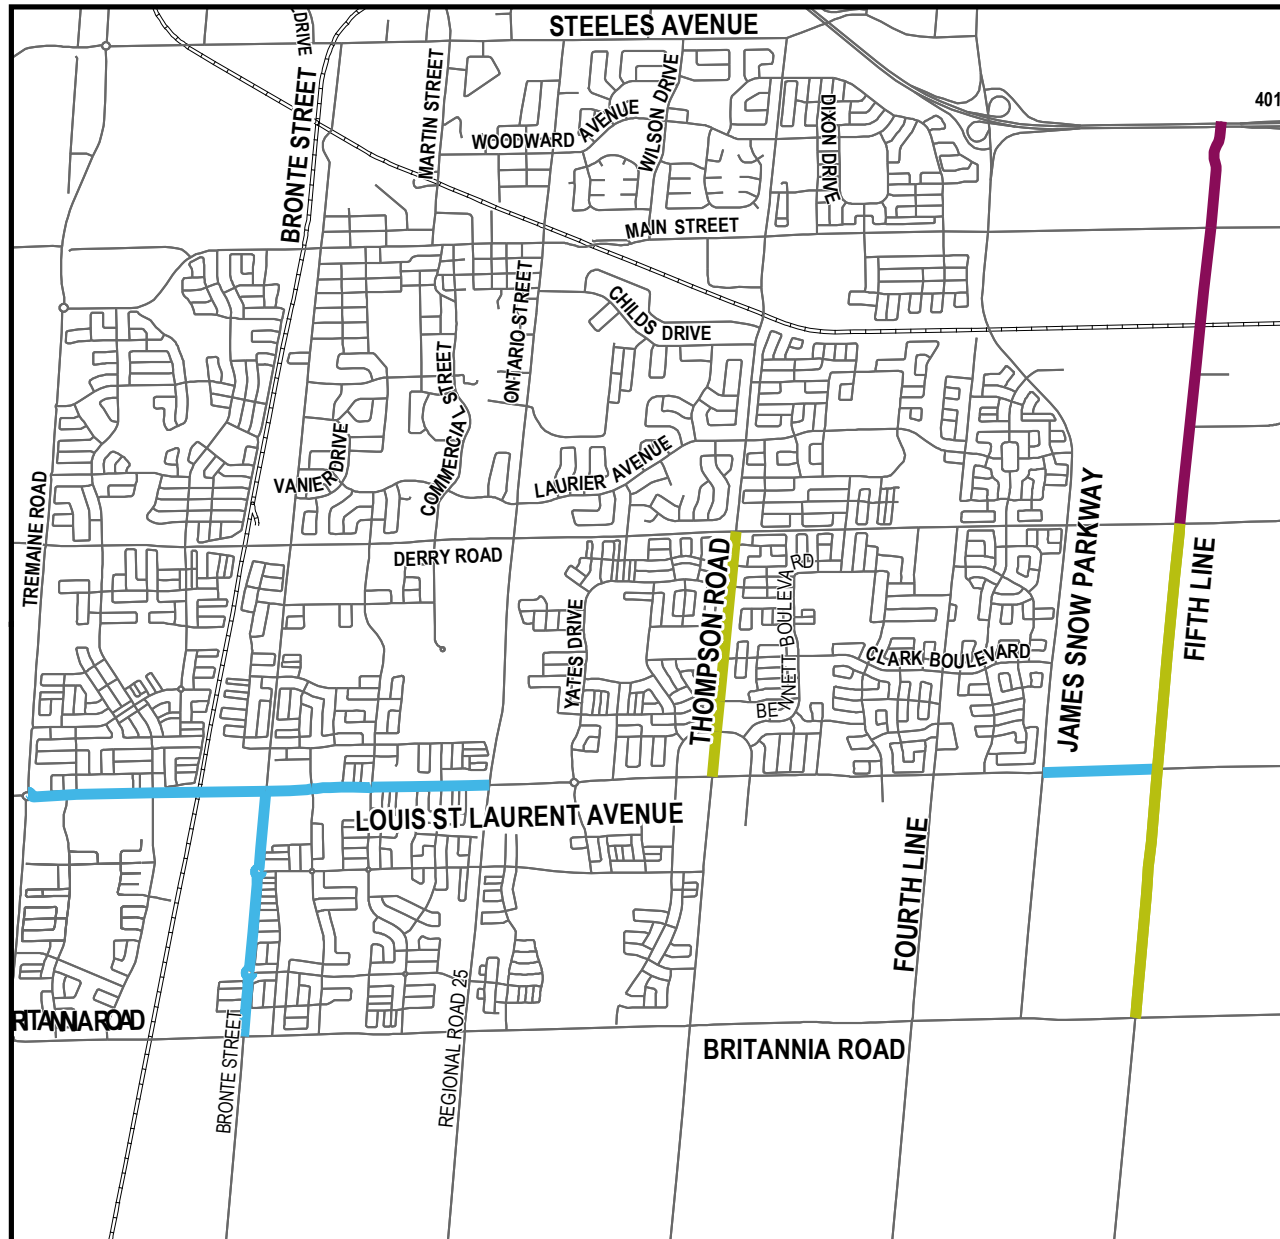 STEELES AVENUE
DRIVE
BRONTE STREET
MARTIN STREET
WOODWARD AVENUE
WILSON DRIVE
DIXON DRIVE
401
MAIN STREET
ONTARIO STREET
CHILDS DRIVE
COMMERCIAL STREET
VANIER DRIVE
LAURIER AVENUE
TREMAINE ROAD
DERRY ROAD
JAMES SNOW PARKWAY
FIFTH LINE
THOMPSON ROAD
BENNETT BOULEVARD
YATES DRIVE
CLARK BOULEVARD
LOUIS ST LAURENT AVENUE
FOURTH LINE
RITANNIA ROAD
BRONTE STREET
REGIONAL ROAD 25
BRITANNIA ROAD